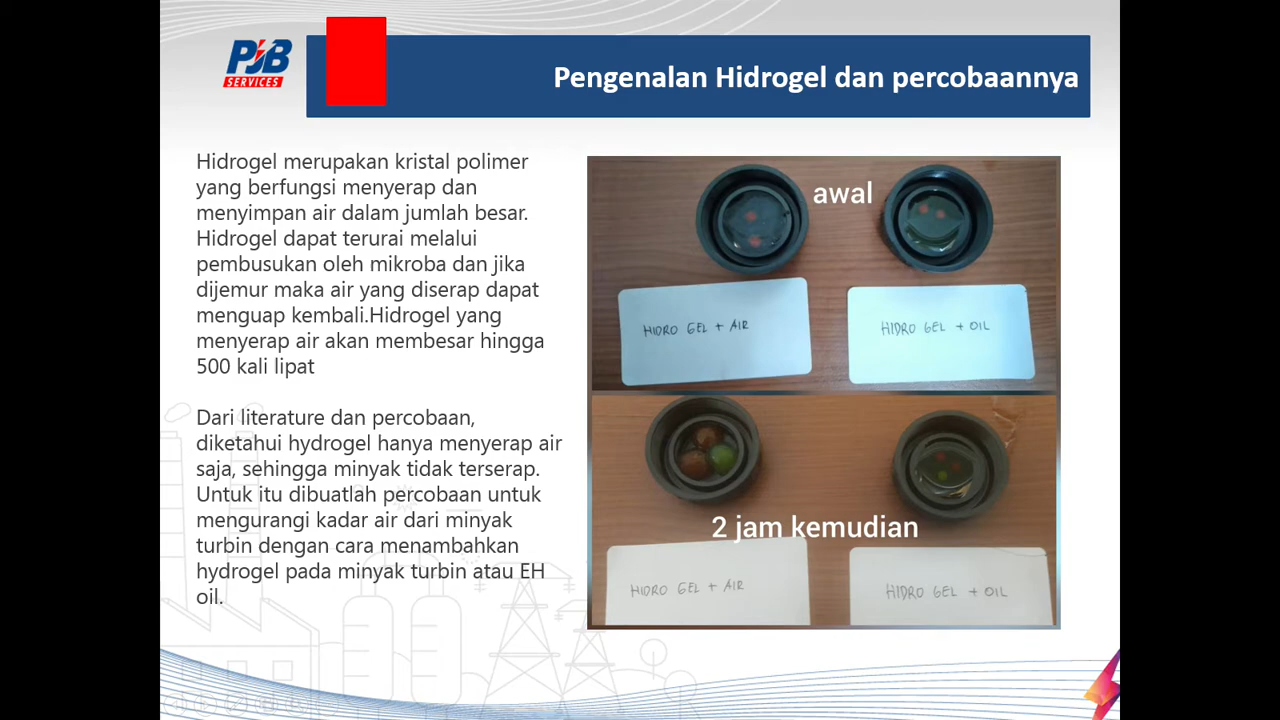 PJB
SERVICES
Pengenalan Hidrogel dan percobaannya
Hidrogel merupakan kristal polimer
yang berfungsi menyerap dan
menyimpan air dalam jumlah besar.
Hidrogel dapat terurai melalui
pembusukan oleh mikroba dan jika
dijemur maka air yang diserap dapat
menguap kembali.Hidrogel yang
menyerap air akan membesar hingga
500 kali lipat
Dari literature dan percobaan,
diketahui hydrogel hanya menyerap air
saja, sehingga minyak tidak terserap.
Untuk itu dibuatlah percobaan untuk
mengurangi kadar air dari minyak
turbin dengan cara menambahkan
hydrogel pada minyak turbin atau EH
oil.
awal
HIDRO GEL + AIR
HIDRO GEL + OIL
2 jam kemudian
HIDRO GEL + AIR
HIDRO GEL + OIL